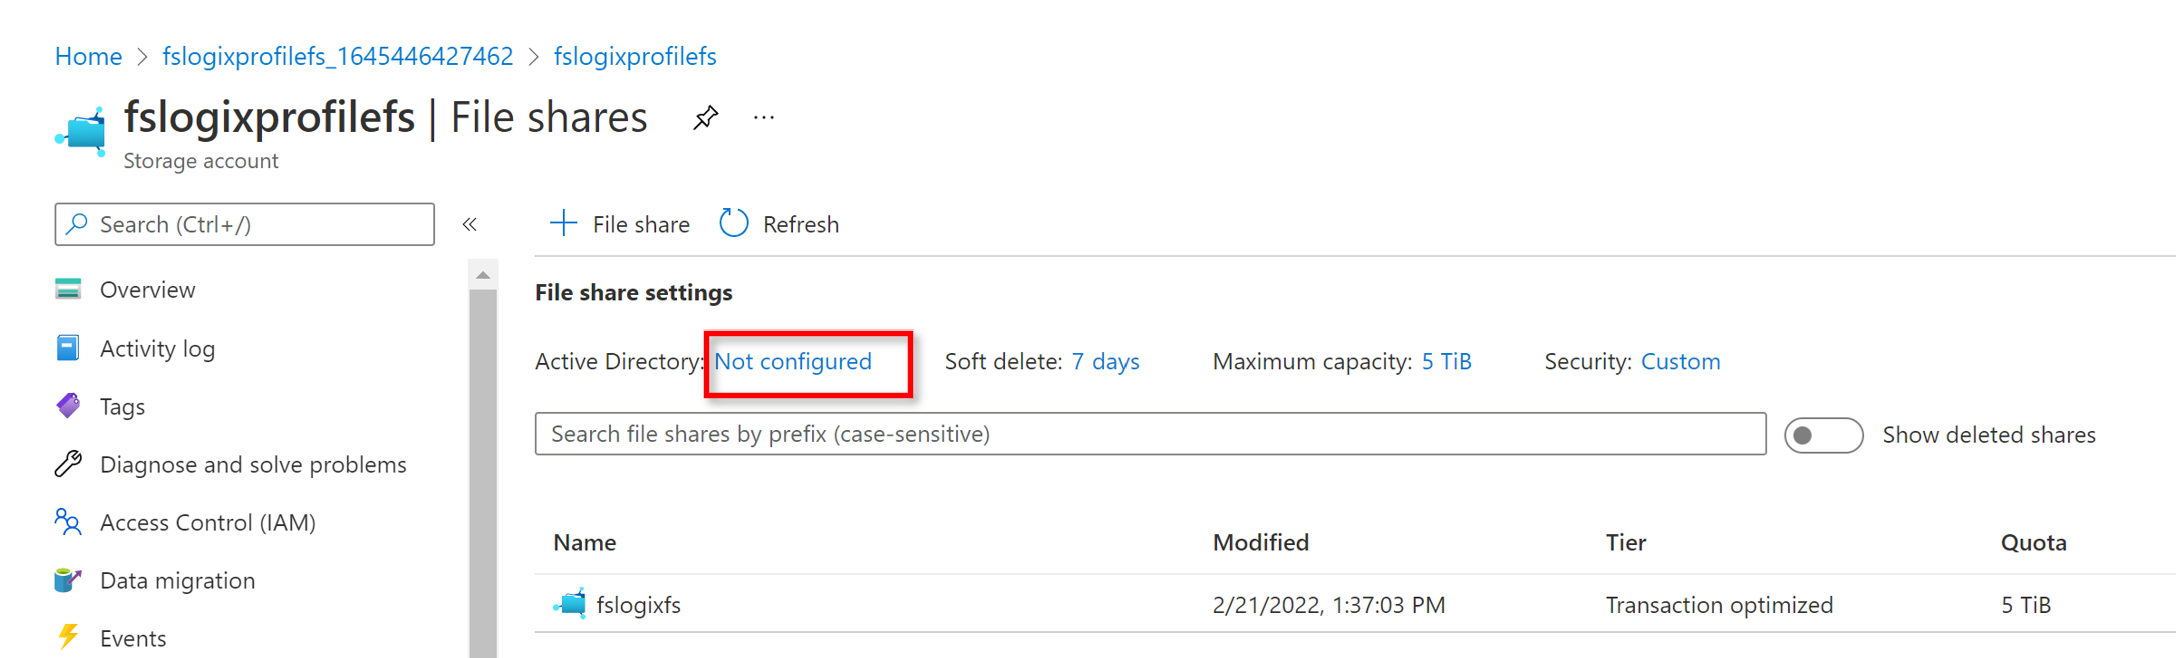 Home > fslogixprofilefs_1645446427462 > fslogixprofilefs
fslogixprofilefs | File shares ...
Storage account
Search (Ctrl+/) «
+ File share Refresh
Overview
Activity log
Tags
Diagnose and solve problems
Access Control (IAM)
Data migration
Events
File share settings
Active Directory: Not configured Soft delete: 7 days Maximum capacity: 5 TiB Security: Custom
Search file shares by prefix (case-sensitive) Show deleted shares
Name Modified Tier Quota
fslogixfs 2/21/2022, 1:37:03 PM Transaction optimized 5 TiB